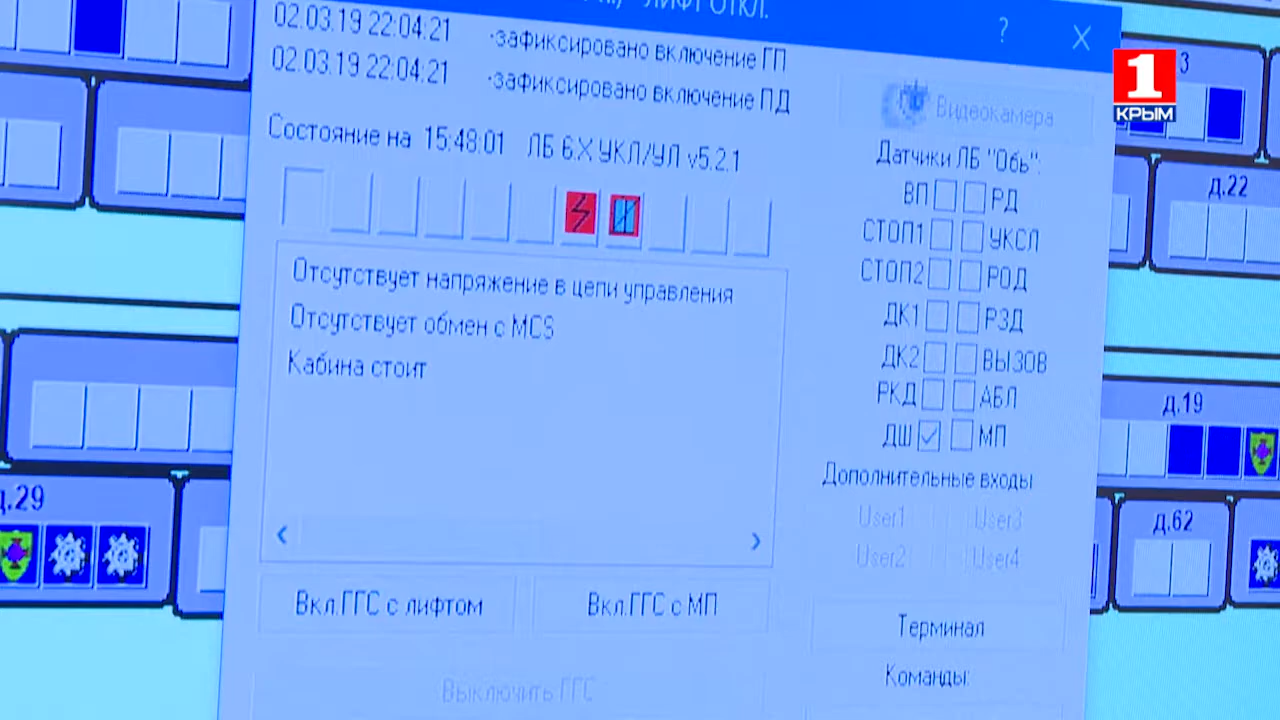 ЛИФТ ОТКЛ.
?
X
02.03.19 22:04:21 -зафиксировано включение ГП
02.03.19 22:04:21 -зафиксировано включение ПД
Состояние на 15:48:01 ЛБ 6.X УКЛ/УЛ v5.2.1
Отсутствует напряжение в цепи управления
Отсутствует обмен с MCS
Кабина стоит
Вкл.ГГС с лифтом
Вкл.ГГС с МП
Выключить ГГС
Видеокамера
Датчики ЛБ "Обь":
ВП РД
СТОП1 УКСЛ
СТОП2 РОД
ДК1 РЗД
ДК2 ВЫЗОВ
РКД АБЛ
ДШ МП
Дополнительные входы
User1 User3
User2 User4
Терминал
Команды:
1
КРЫМ
3
д.22
д.19
д.62
д.29